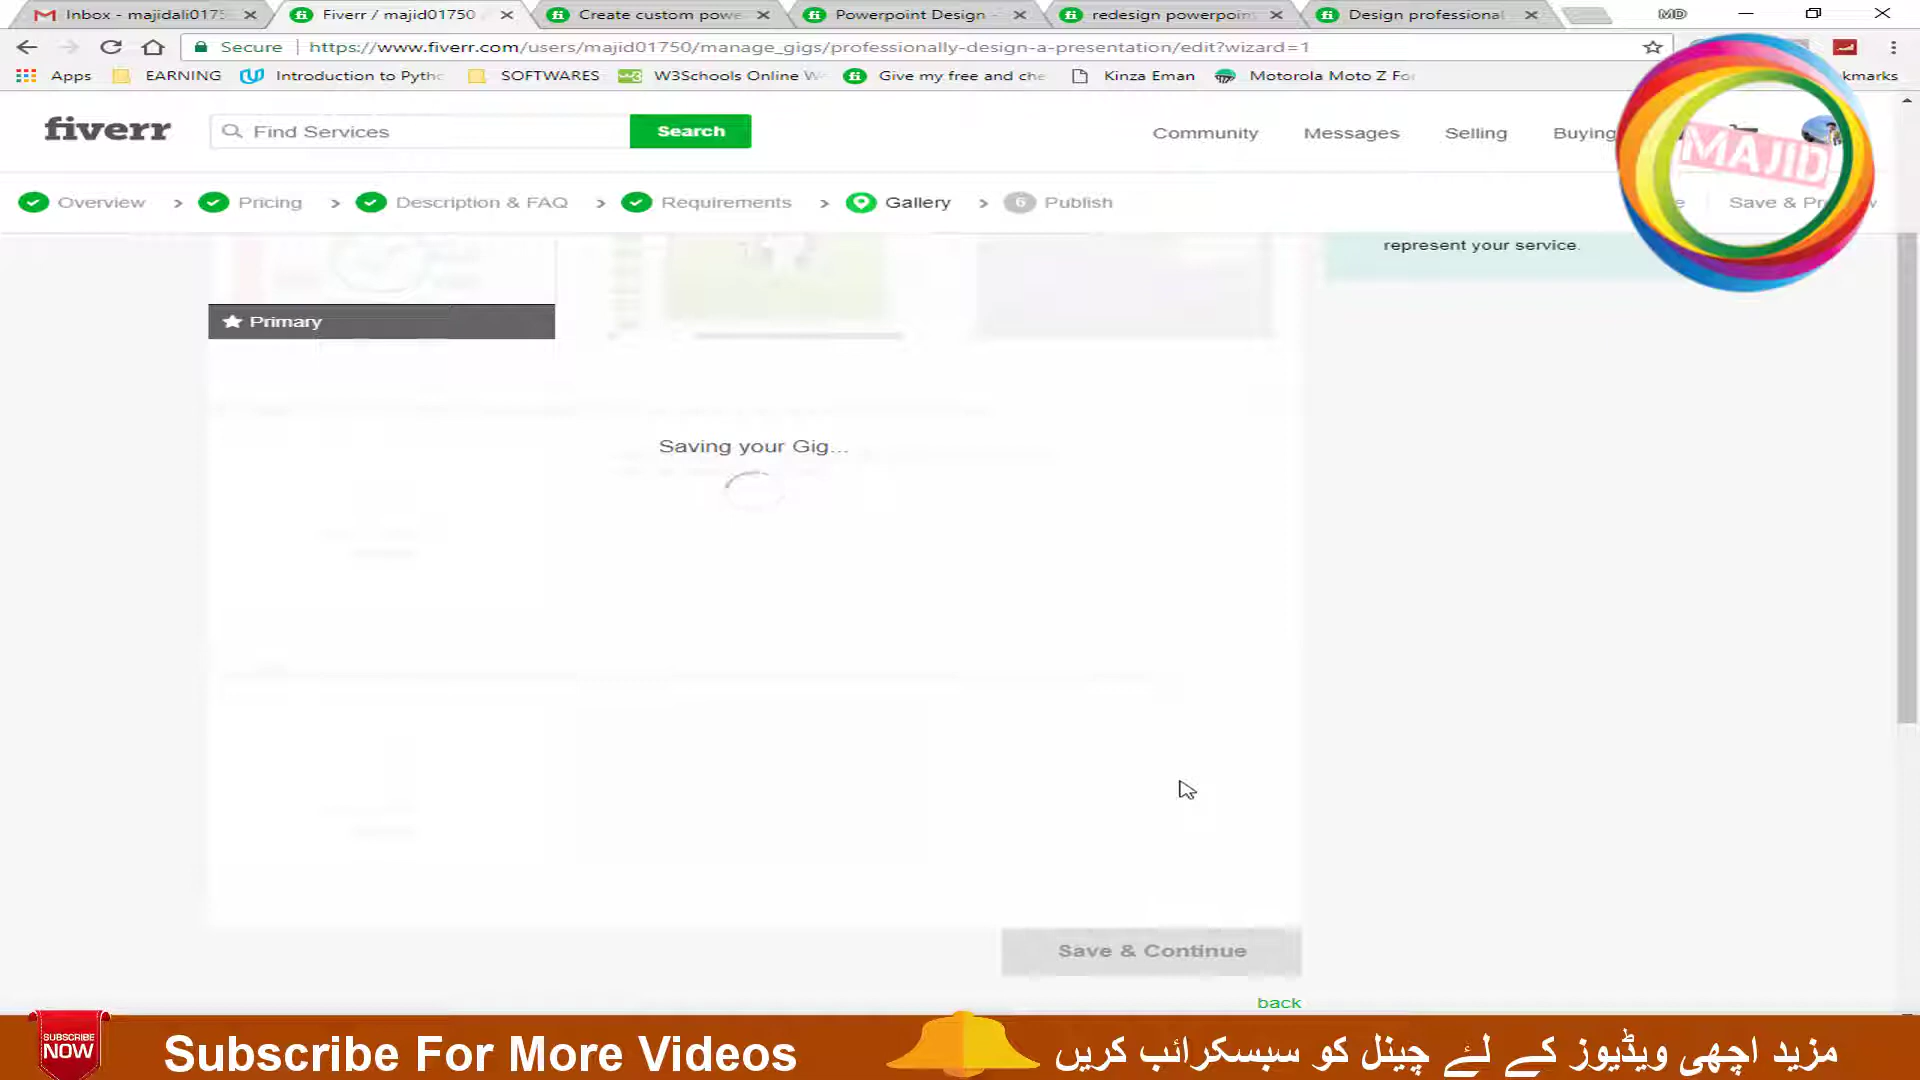 Inbox - majidali0175
Fiverr / majid01750
Create custom powe
Powerpoint Design -
redesign powerpoin
Design professional
MD
Secure
https://www.fiverr.com/users/majid01750/manage_gigs/professionally-design-a-presentation/edit?wizard=1
Apps
EARNING
Introduction to Pytho
SOFTWARES
W3Schools Online W
Give my free and che
Kinza Eman
Motorola Moto Z Fo
kmarks
fiverr
Find Services
Search
Community
Messages
Selling
Buying
MAJID
Overview
Pricing
Description & FAQ
Requirements
Gallery
6
Publish
Save & Pr
represent your service.
Primary
Saving your Gig...
Save & Continue
back
SUBSCRIBE
NOW
Subscribe For More Videos
مزید اچھی ویڈیوز کے لئے چینل کو سبسکرائب کریں